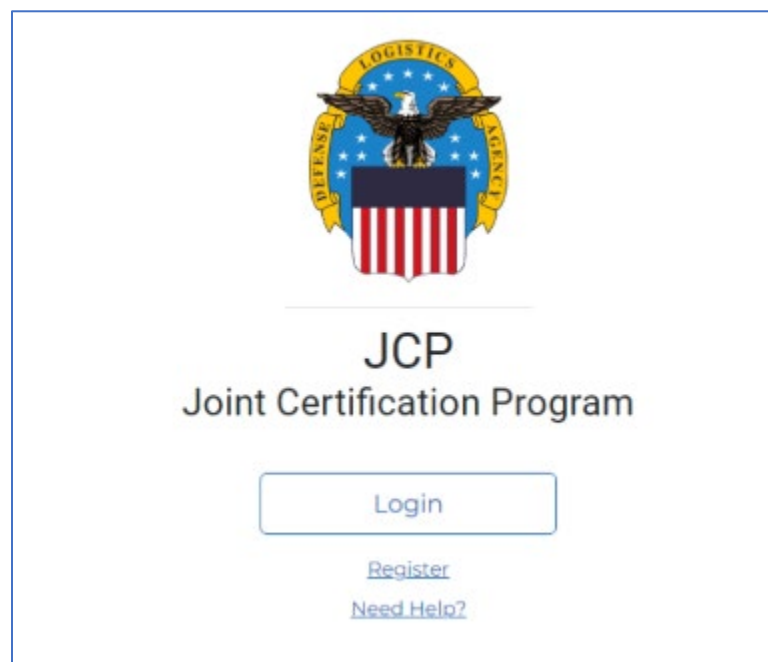 LOGISTICS
DEFENSE
AGENCY
JCP
Joint Certification Program
Login
Register
Need Help?